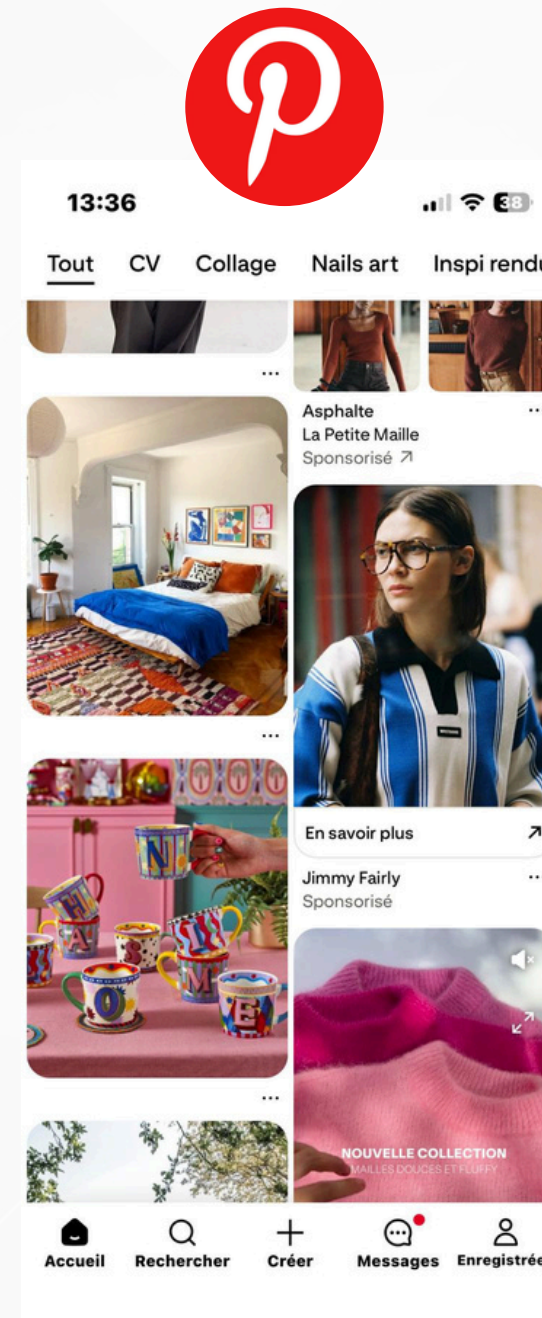 13:36
38
Tout CV Collage Nails art Inspi rendu
Asphalte
La Petite Maille
Sponsorisé
En savoir plus
Jimmy Fairly
Sponsorisé
N
H
A
S
M
O
E
NOUVELLE COLLECTION
MAILLES DOUCES ET FLUFFY
Accueil Rechercher Créer Messages Enregistrée